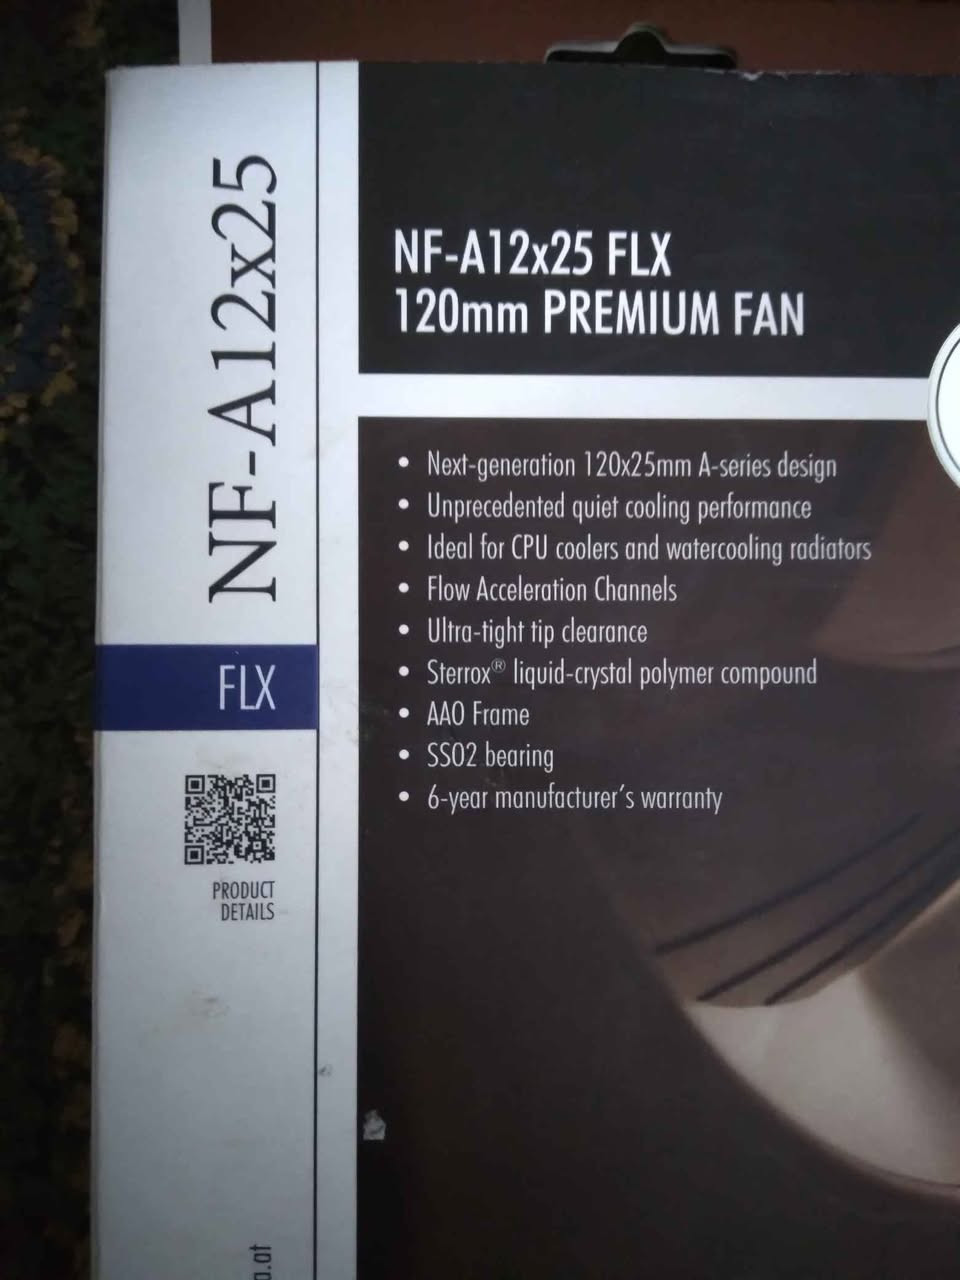 NF-A12x25
FLX
PRODUCT
DETAILS
a.at
NF-A12x25 FLX
120mm PREMIUM FAN
• Next-generation 120x25mm A-series design
• Unprecedented quiet cooling performance
• Ideal for CPU coolers and watercooling radiators
• Flow Acceleration Channels
• Ultra-tight tip clearance
• Sterrox® liquid-crystal polymer compound
• AAO Frame
• SSO2 bearing
• 6-year manufacturer's warranty